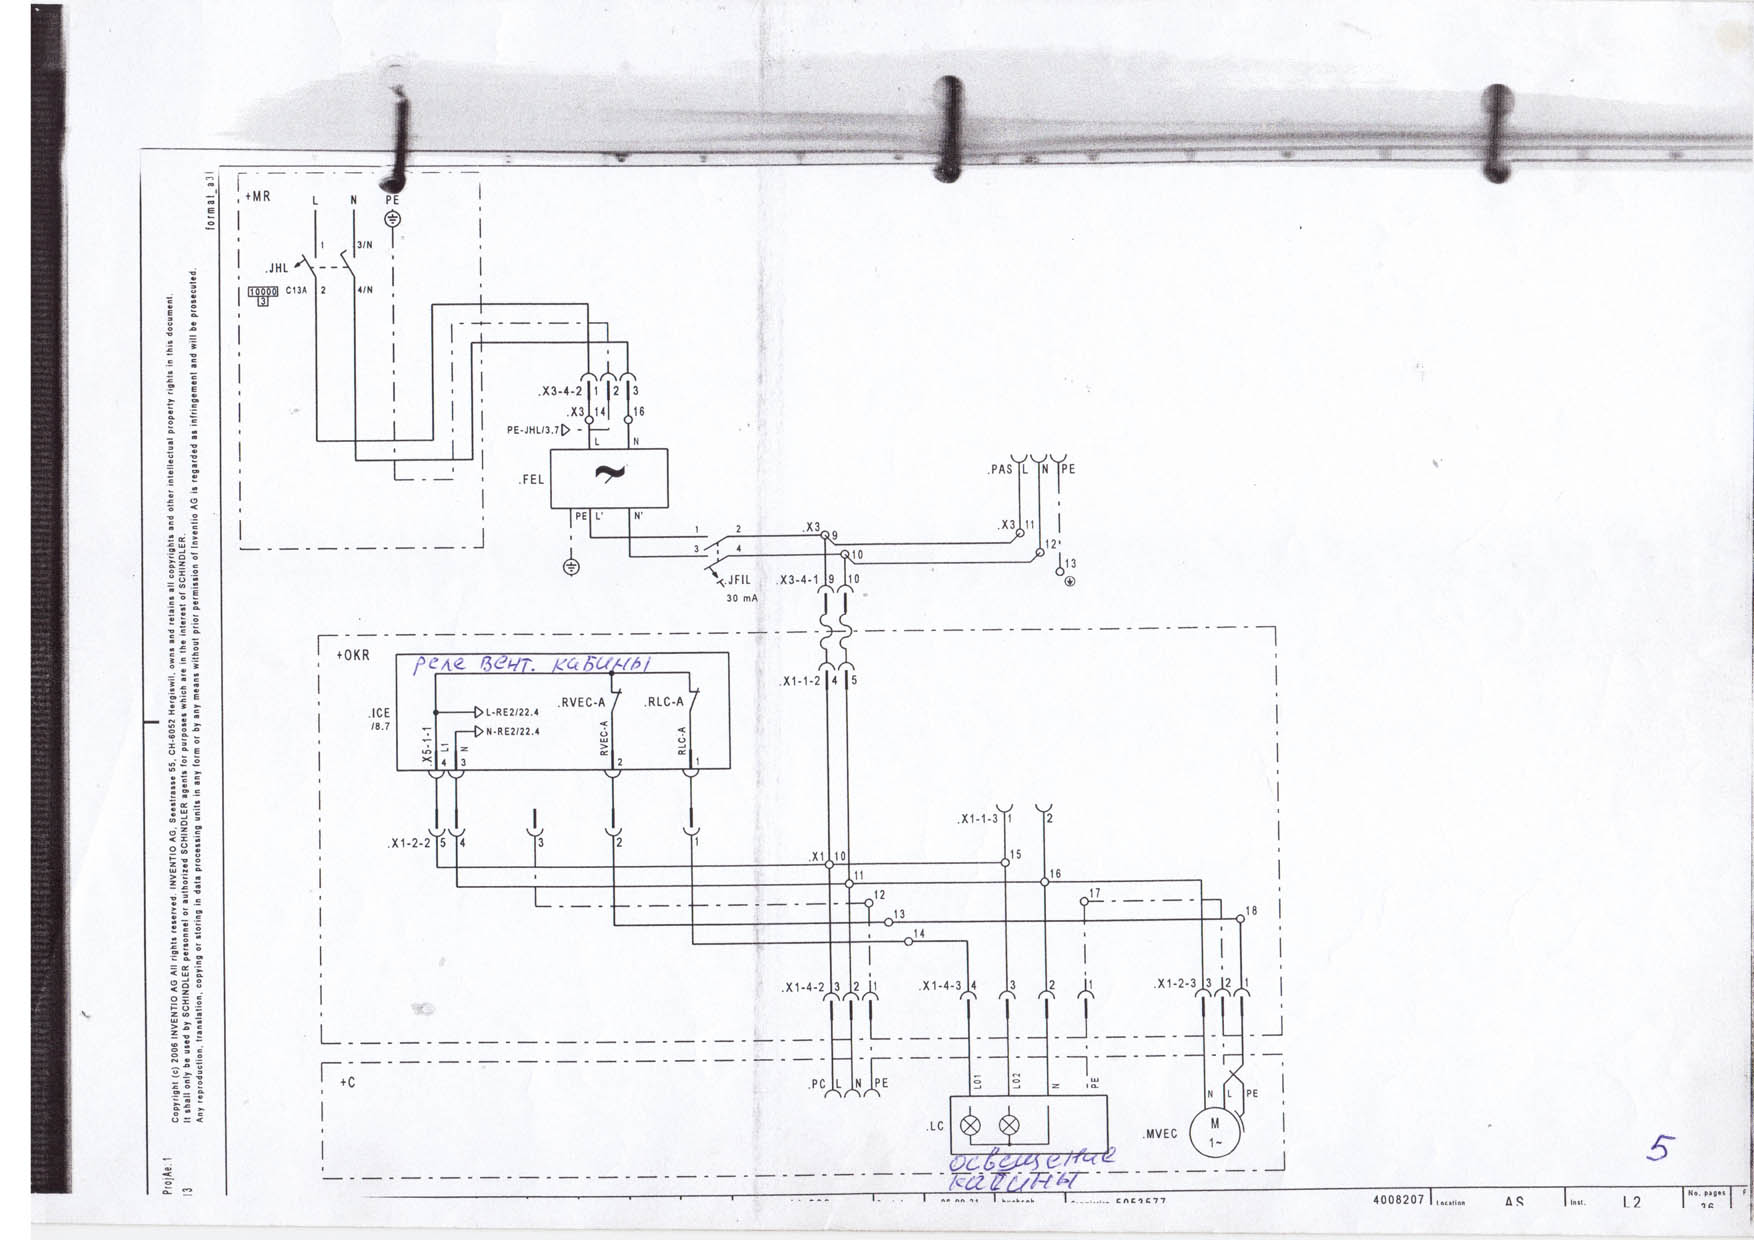 format_a3l
Copyright (c) 2006 INVENTIO AG All rights reserved. INVENTIO AG, Seestrasse 55, CH-6052 Hergiswil, owns and retains all copyrights and other intellectual property rights in this document.
It shall only be used by SCHINDLER personnel or authorized SCHINDLER agents for purposes which are in the interest of SCHINDLER.
Any reproduction, translation, copying or storing in data processing units in any form or by any means without prior permission of Inventio AG is regarded as infringement and will be prosecuted.
ProjAe. 1
13
+MR L N PE
1 3/N
.JHL
10000 C13A 2 4/N
3
.X3-4-2 1 2 3
.X3 14 16
PE-JHL/3.7
L N
.FEL
PE L' N'
.PAS L N PE
1 2 .X3 9 .X3 11
3 4 10 12
13
.JFIL
30 mA
.X3-4-1 9 10
+OKR
реле вент. кабины
.X1-1-2 4 5
.ICE
/8.7
L-RE2/22.4
N-RE2/22.4
.RVEC-A .RLC-A
.X5-1-1 L1 N RVEC-A RLC-A
4 3 2 1
.X1-1-3 1 2
.X1-2-2 5 4 3 2 1
.X1 10 15
11 16
12 17
13 18
14
.X1-4-2 3 2 1 .X1-4-3 4 3 2 1 .X1-2-3 3 2 1
+C
.PC L N PE L01 L02 N PE
N L PE
.LC
.MVEC M
1~
освещение
кабины
5
4008207 Location AS Inst. L2 No. pages